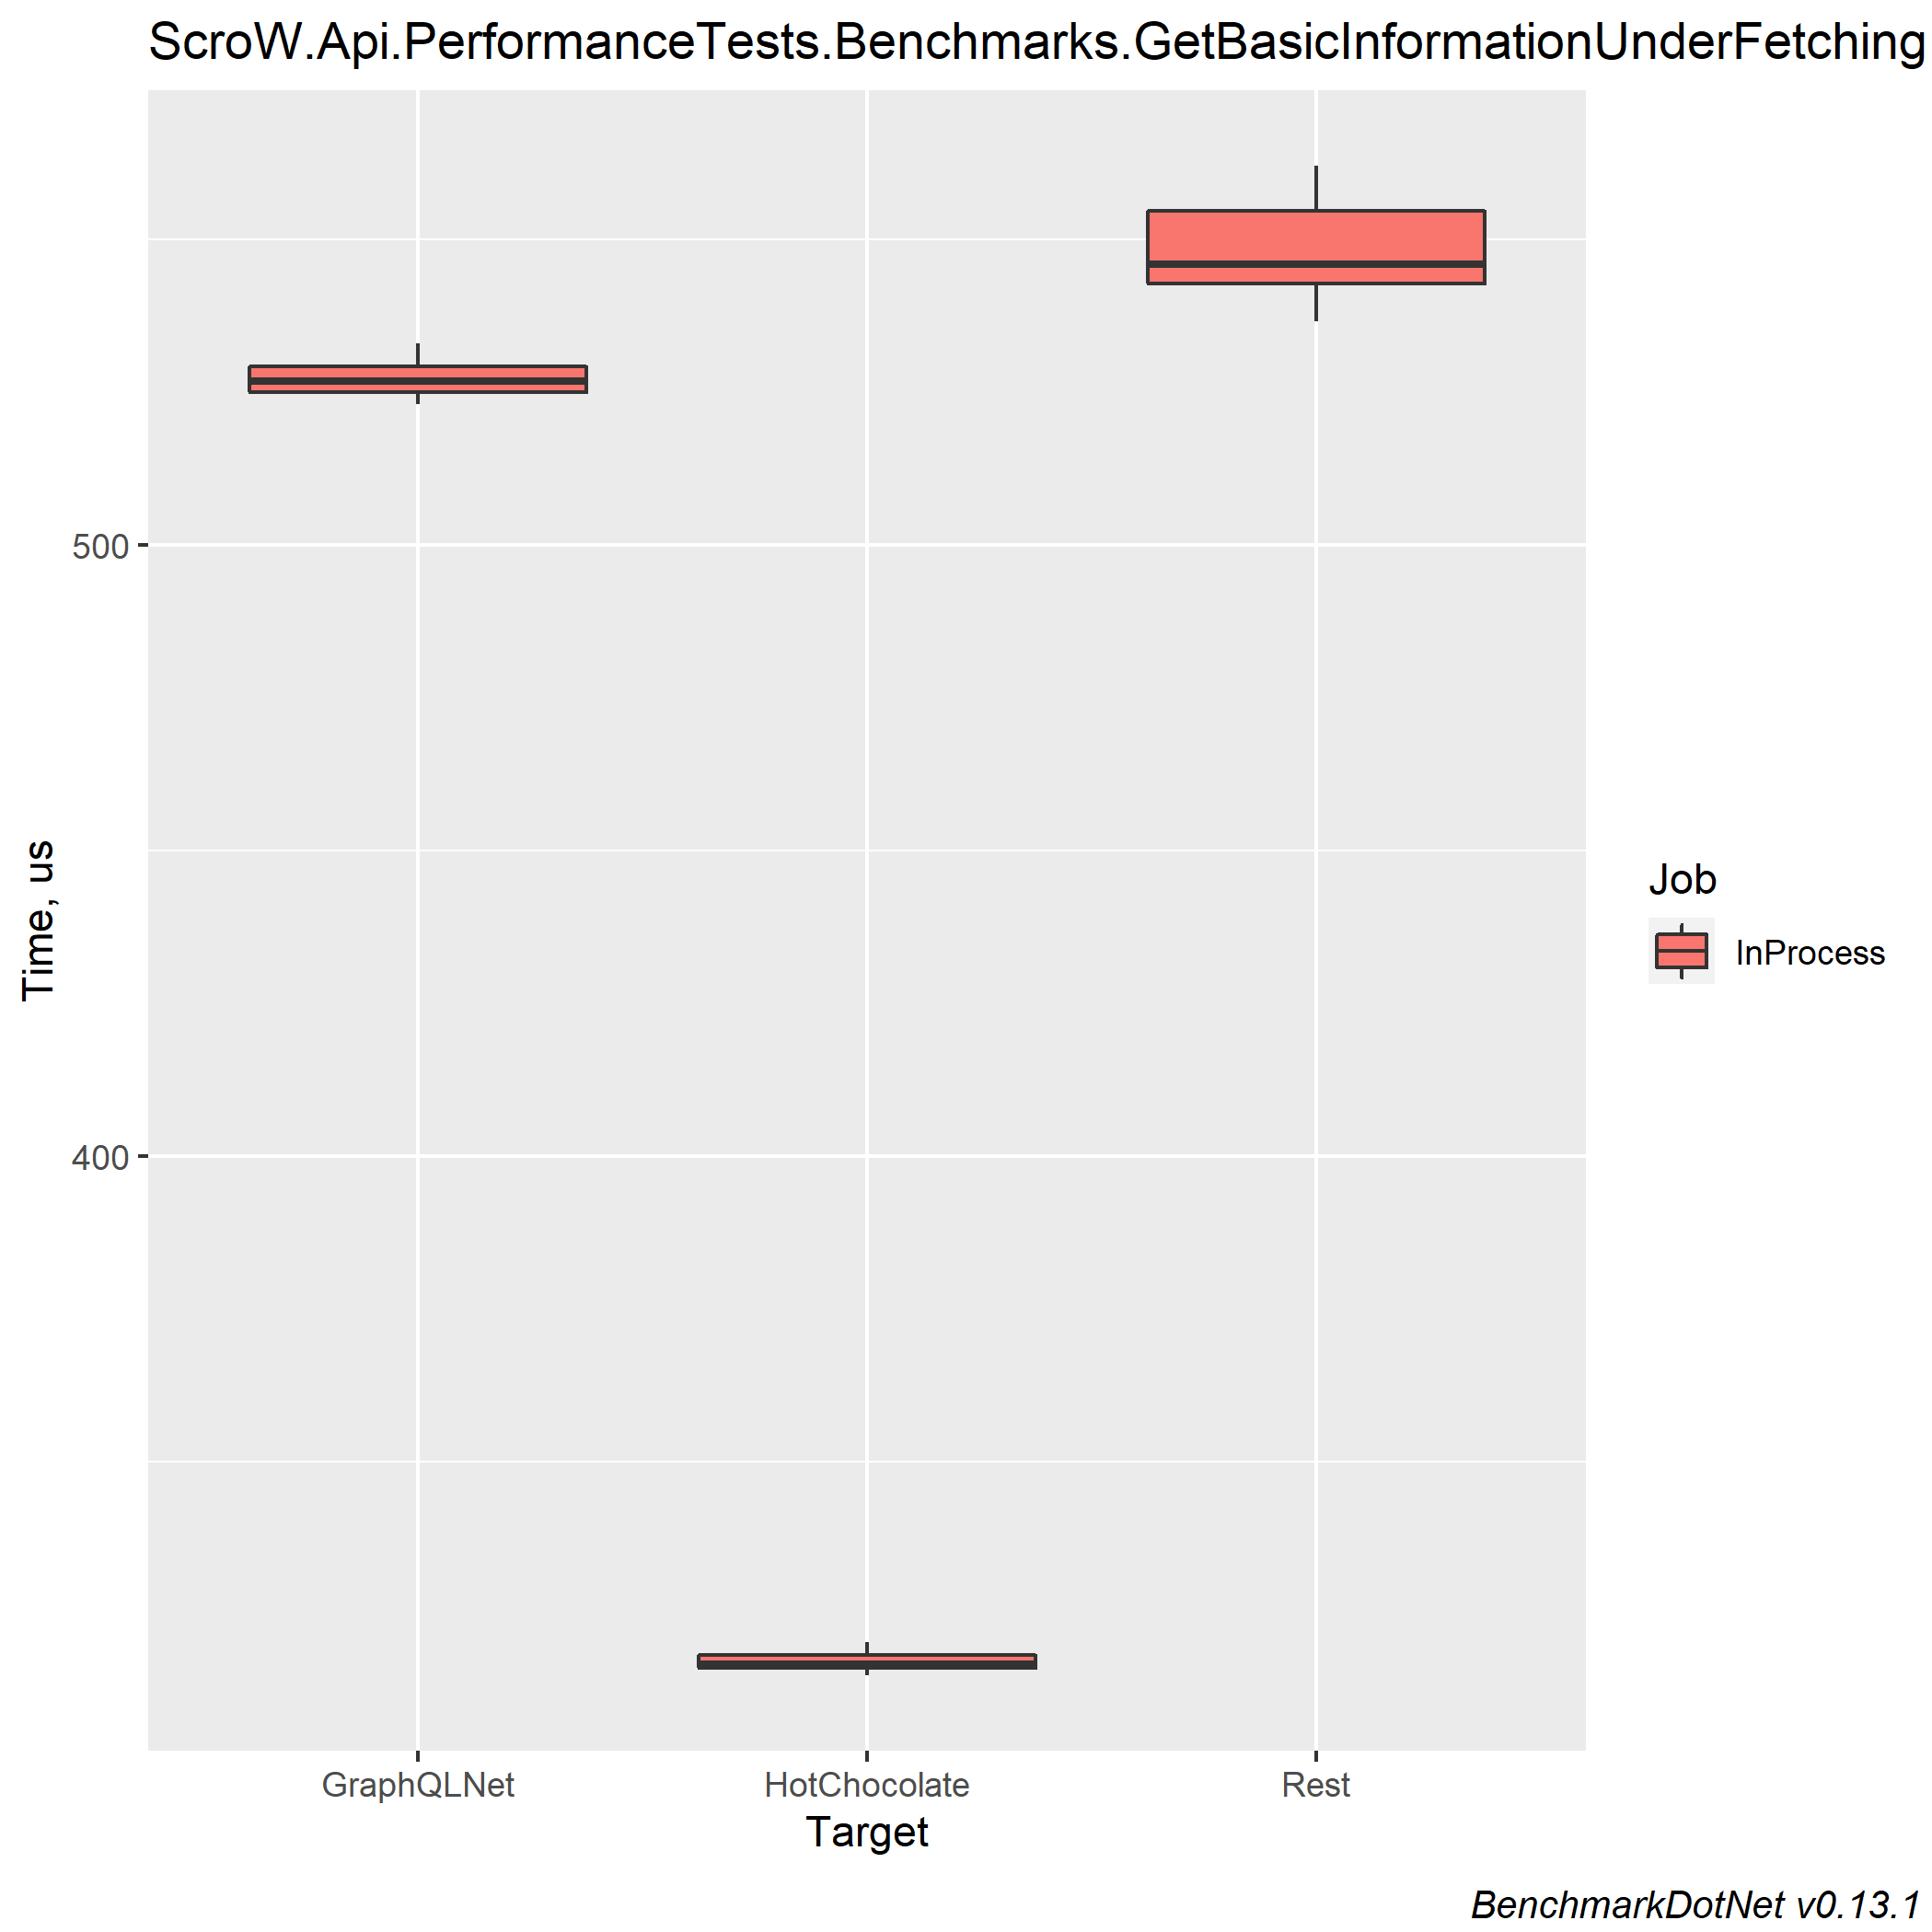 ScroW.Api.PerformanceTests.Benchmarks.GetBasicInformationUnderFetching
500
400
Time, us
GraphQLNet
HotChocolate
Rest
Target
Job
InProcess
BenchmarkDotNet v0.13.1